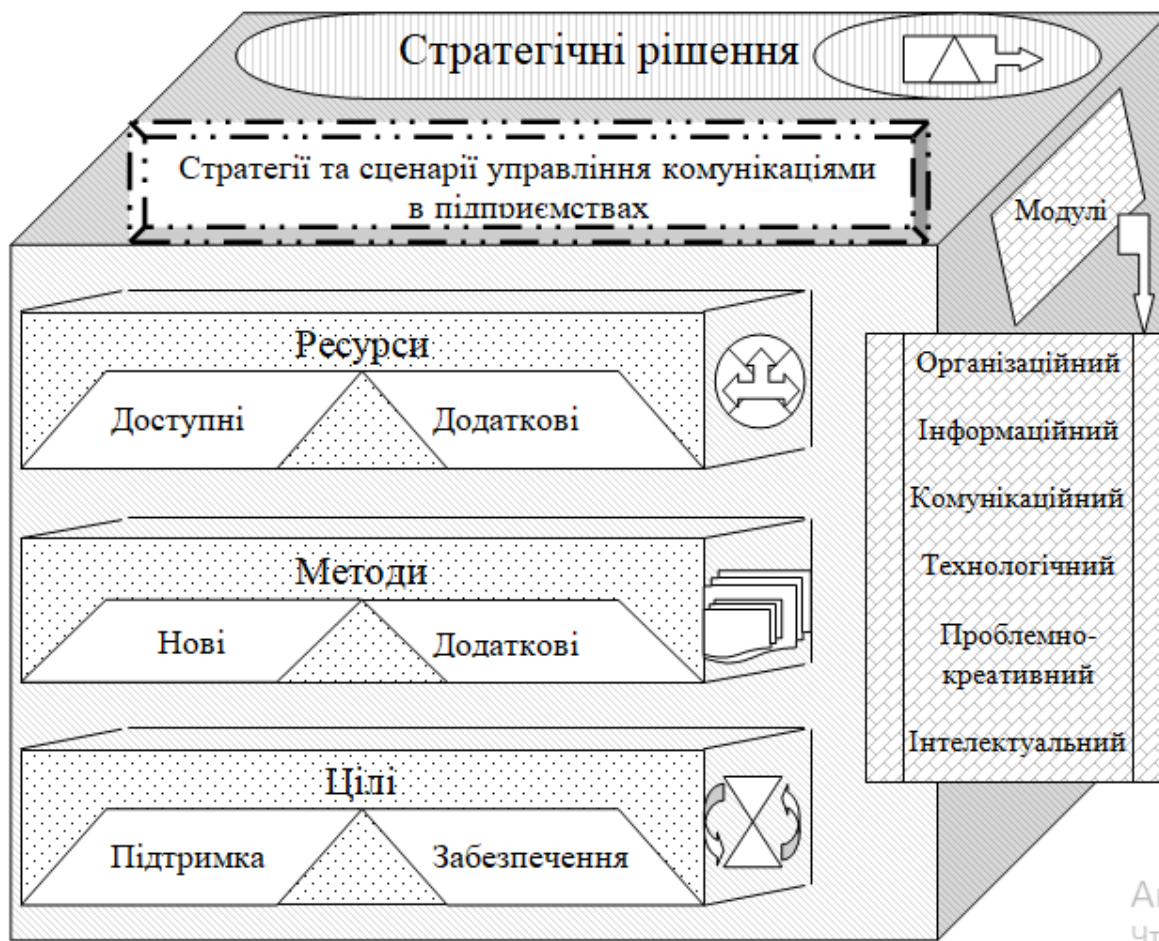 Стратегічні рішення
Стратегії та сценарії управління комунікаціями
в підприємствах
Модулі
Ресурси
Доступні
Додаткові
Методи
Нові
Додаткові
Цілі
Підтримка
Забезпечення
Організаційний
Інформаційний
Комунікаційний
Технологічний
Проблемно-
креативний
Інтелектуальний